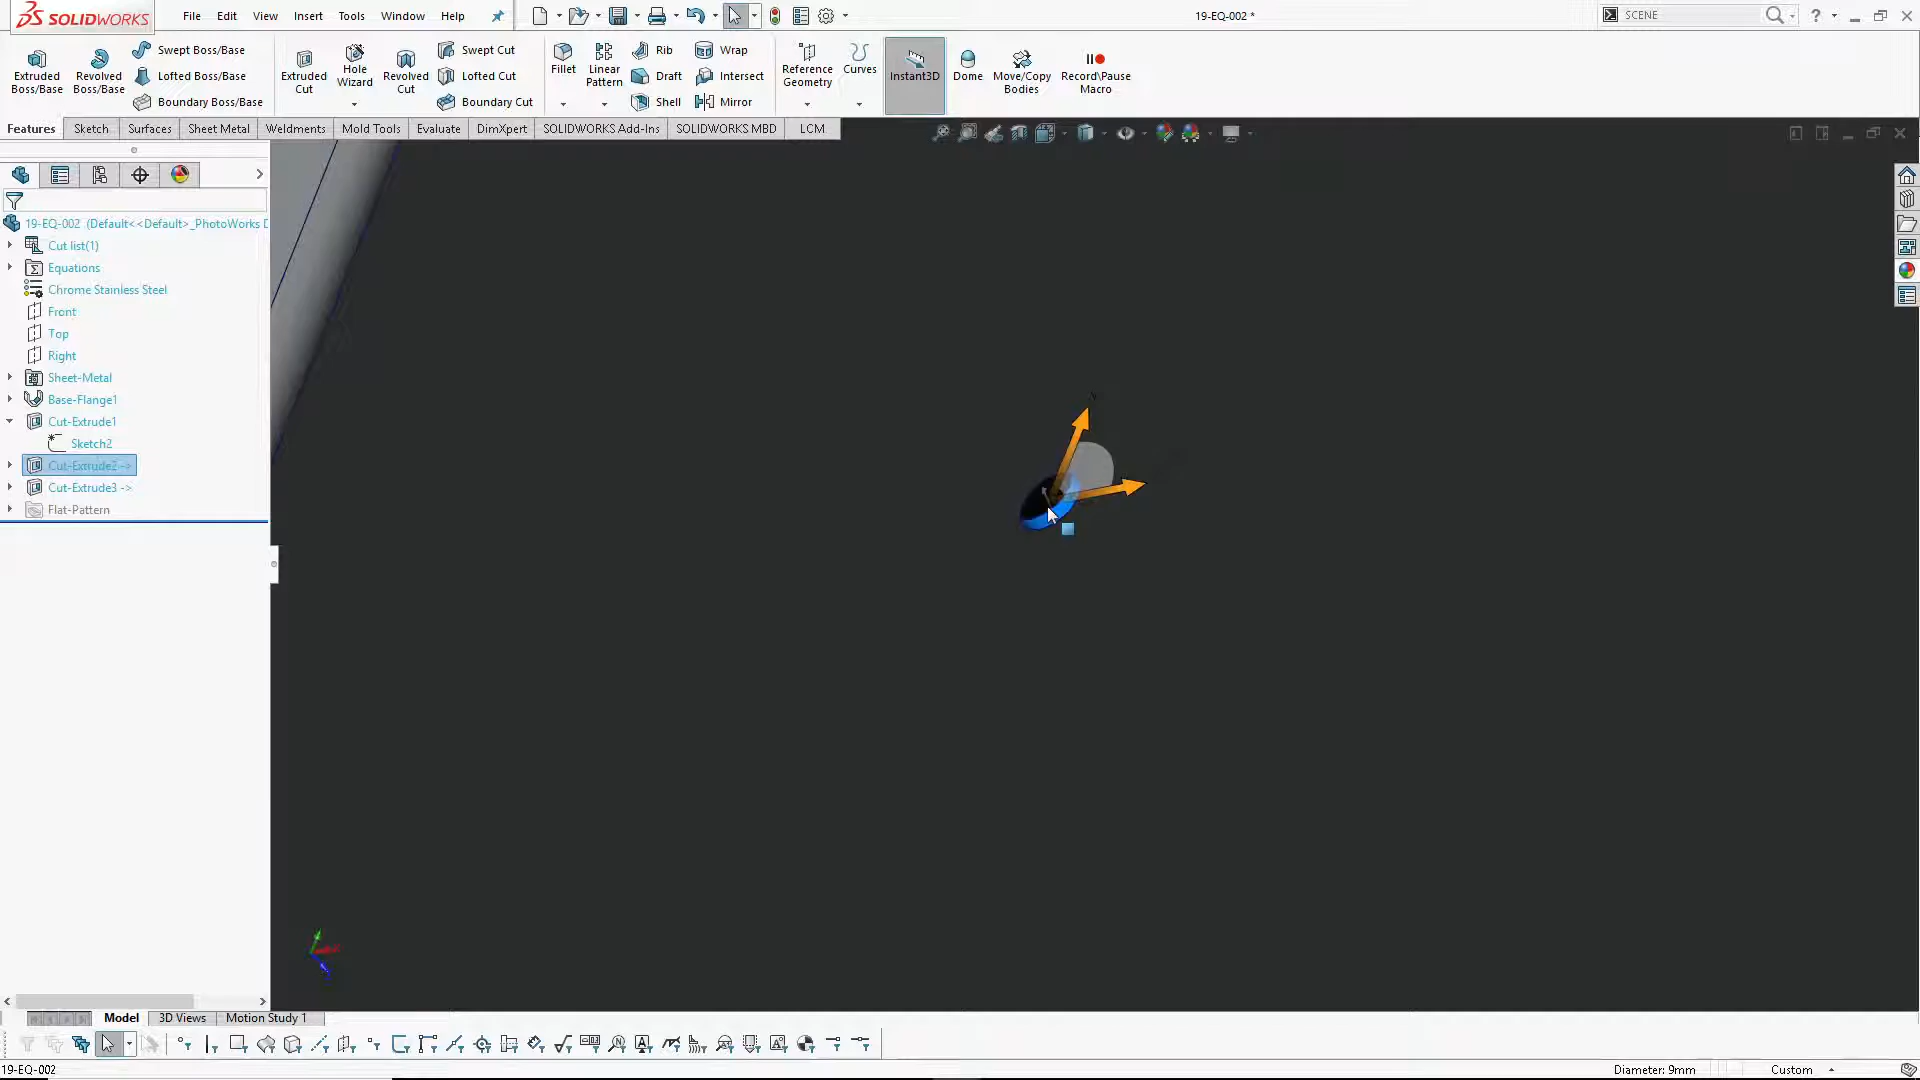 SOLIDWORKS
File Edit View Insert Tools Window Help
19-EQ-002 *
SCENE
Extruded Boss/Base
Revolved Boss/Base
Swept Boss/Base
Lofted Boss/Base
Boundary Boss/Base
Extruded Cut
Hole Wizard
Revolved Cut
Swept Cut
Lofted Cut
Boundary Cut
Fillet
Linear Pattern
Rib
Draft
Shell
Wrap
Intersect
Mirror
Reference Geometry
Curves
Instant3D
Dome
Move/Copy Bodies
Record\Pause Macro
Features Sketch Surfaces Sheet Metal Weldments Mold Tools Evaluate DimXpert SOLIDWORKS Add-Ins SOLIDWORKS MBD LCM
19-EQ-002 (Default<<Default>_PhotoWorks D
Cut list(1)
Equations
Chrome Stainless Steel
Front
Top
Right
Sheet-Metal
Base-Flange1
Cut-Extrude1
Sketch2
Cut-Extrude2 ->
Cut-Extrude3 ->
Flat-Pattern
Model 3D Views Motion Study 1
19-EQ-002
Diameter: 9mm
Custom